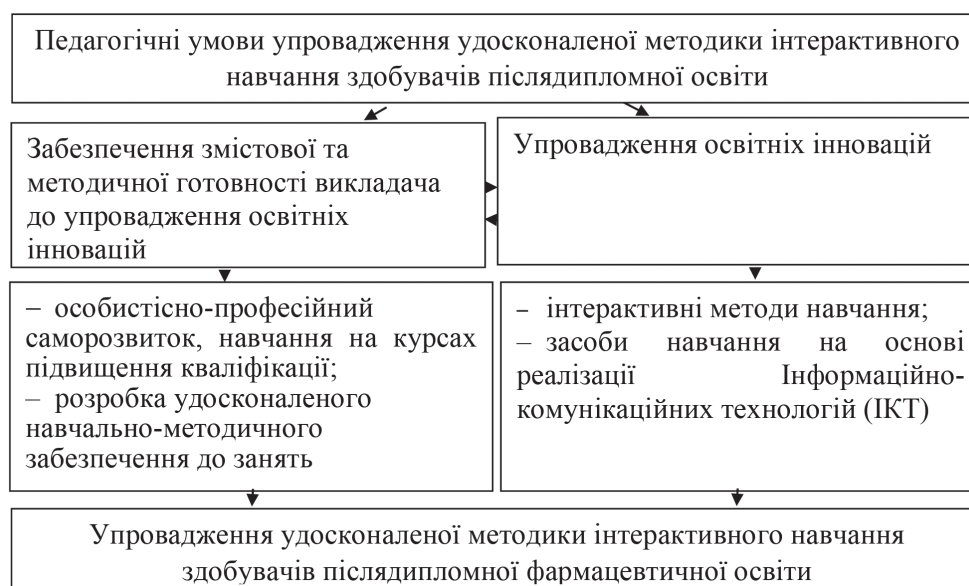 Педагогічні умови упровадження удосконаленої методики інтерактивного
навчання здобувачів післядипломної освіти
Забезпечення змістової та
методичної готовності викладача
до упровадження освітніх
інновацій
Упровадження освітніх інновацій
– особистісно-професійний
саморозвиток, навчання на курсах
підвищення кваліфікації;
– розробка удосконаленого
навчально-методичного
забезпечення до занять
- інтерактивні методи навчання;
– засоби навчання на основі
реалізації Інформаційно-
комунікаційних технологій (ІКТ)
Упровадження удосконаленої методики інтерактивного навчання
здобувачів післядипломної фармацевтичної освіти